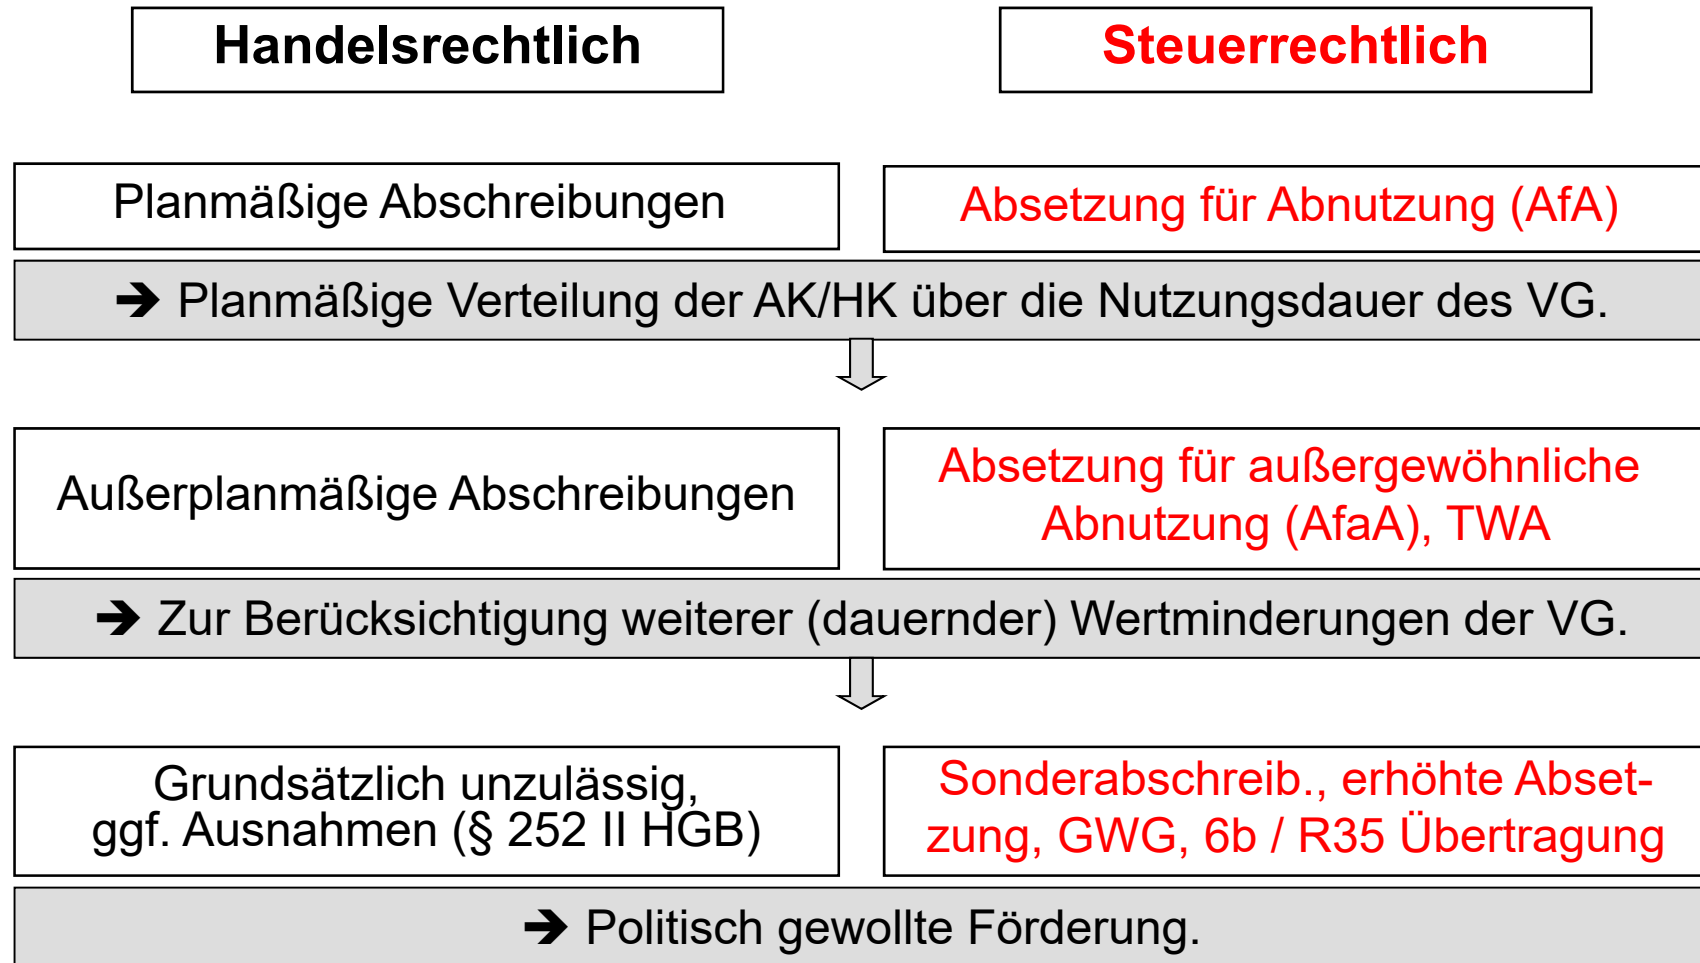 Handelsrechtlich
Steuerrechtlich
Planmäßige Abschreibungen
Absetzung für Abnutzung (AfA)
➔ Planmäßige Verteilung der AK/HK über die Nutzungsdauer des VG.
Außerplanmäßige Abschreibungen
Absetzung für außergewöhnliche
Abnutzung (AfaA), TWA
➔ Zur Berücksichtigung weiterer (dauernder) Wertminderungen der VG.
Grundsätzlich unzulässig,
ggf. Ausnahmen (§ 252 II HGB)
Sonderabschreib., erhöhte Abset-
zung, GWG, 6b / R35 Übertragung
➔ Politisch gewollte Förderung.